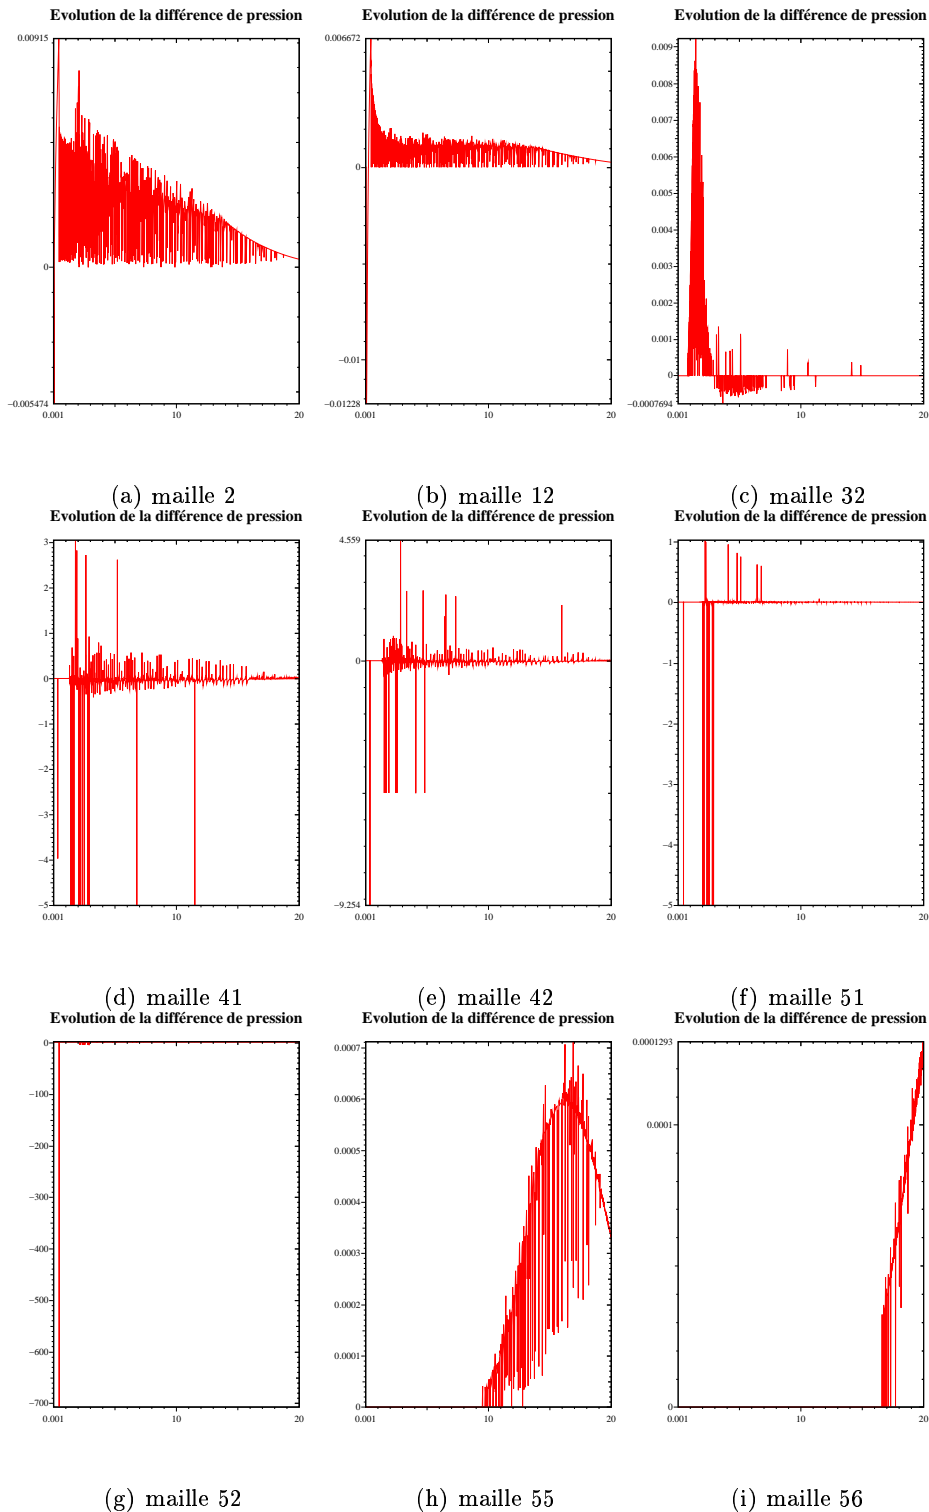 Evolution de la différence de pression
0.00915
0
−0.005474
0.001 10 20
(a) maille 2
Evolution de la différence de pression
0.006672
0
−0.01
−0.01228
0.001 10 20
(b) maille 12
Evolution de la différence de pression
0.009
0.008
0.007
0.006
0.005
0.004
0.003
0.002
0.001
0
−0.0007694
0.001 10 20
(c) maille 32
Evolution de la différence de pression
3
2
1
0
−1
−2
−3
−4
−5
0.001 10 20
(d) maille 41
Evolution de la différence de pression
4.559
0
−9.254
0.001 10 20
(e) maille 42
Evolution de la différence de pression
1
0
−1
−2
−3
−4
−5
0.001 10 20
(f) maille 51
Evolution de la différence de pression
0
−100
−200
−300
−400
−500
−600
−700
0.001 10 20
(g) maille 52
Evolution de la différence de pression
0.0007
0.0006
0.0005
0.0004
0.0003
0.0002
0.0001
0
0.001 10 20
(h) maille 55
Evolution de la différence de pression
0.0001293
0.0001
0
0.001 10 20
(i) maille 56